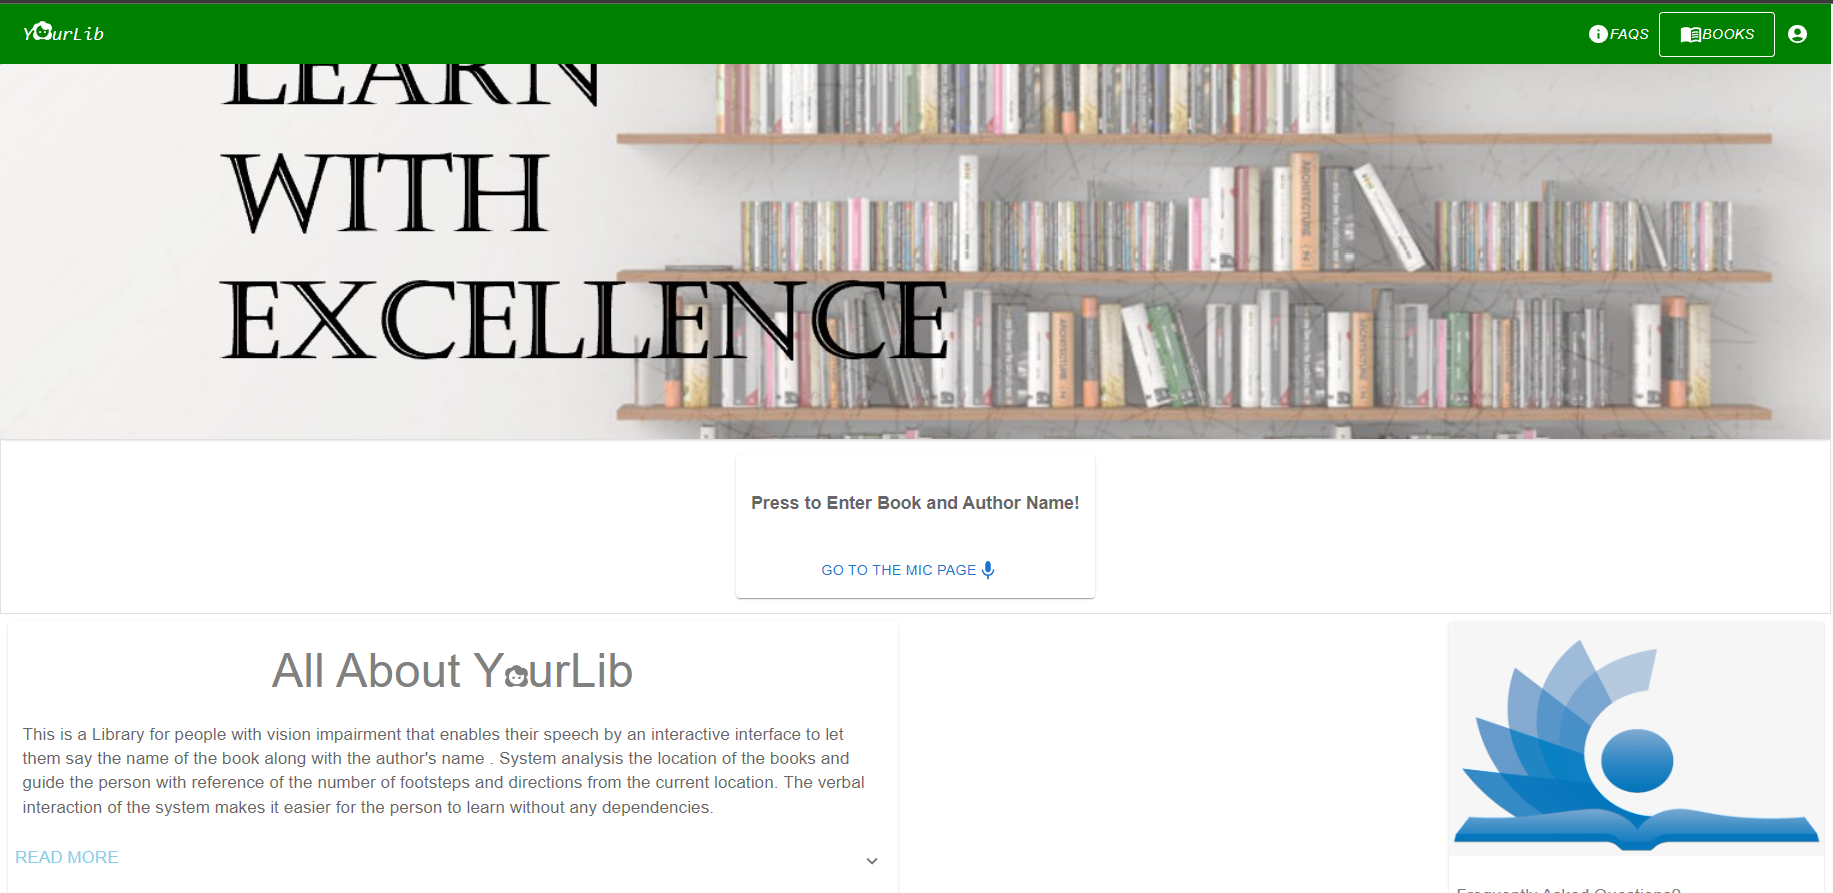 YourLib
FAQS
BOOKS
LEARN
WITH
EXCELLENCE
ARCHITECTURE
Press to Enter Book and Author Name!
GO TO THE MIC PAGE
All About YourLib
This is a Library for people with vision impairment that enables their speech by an interactive interface to let
them say the name of the book along with the author's name . System analysis the location of the books and
guide the person with reference of the number of footsteps and directions from the current location. The verbal
interaction of the system makes it easier for the person to learn without any dependencies.
READ MORE
Frequently Asked Questions?